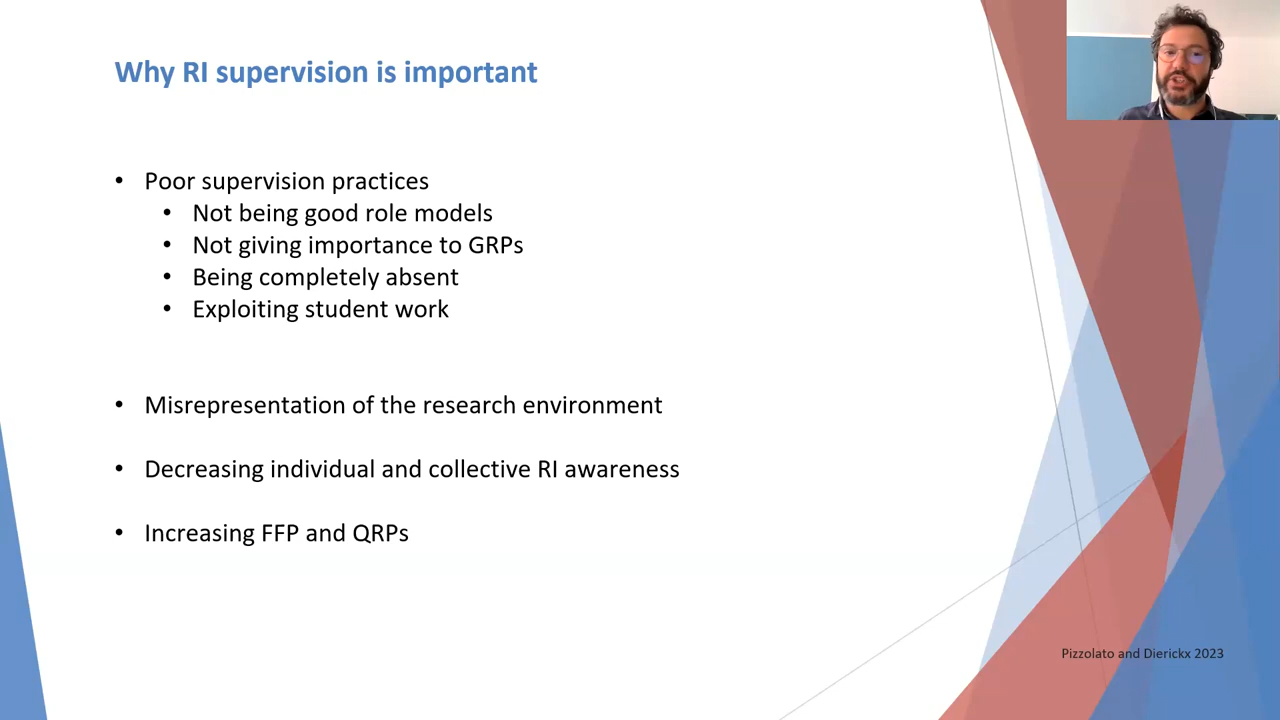 Why RI supervision is important
• Poor supervision practices
• Not being good role models
• Not giving importance to GRPs
• Being completely absent
• Exploiting student work
• Misrepresentation of the research environment
• Decreasing individual and collective RI awareness
• Increasing FFP and QRPs
Pizzolato and Dierickx 2023